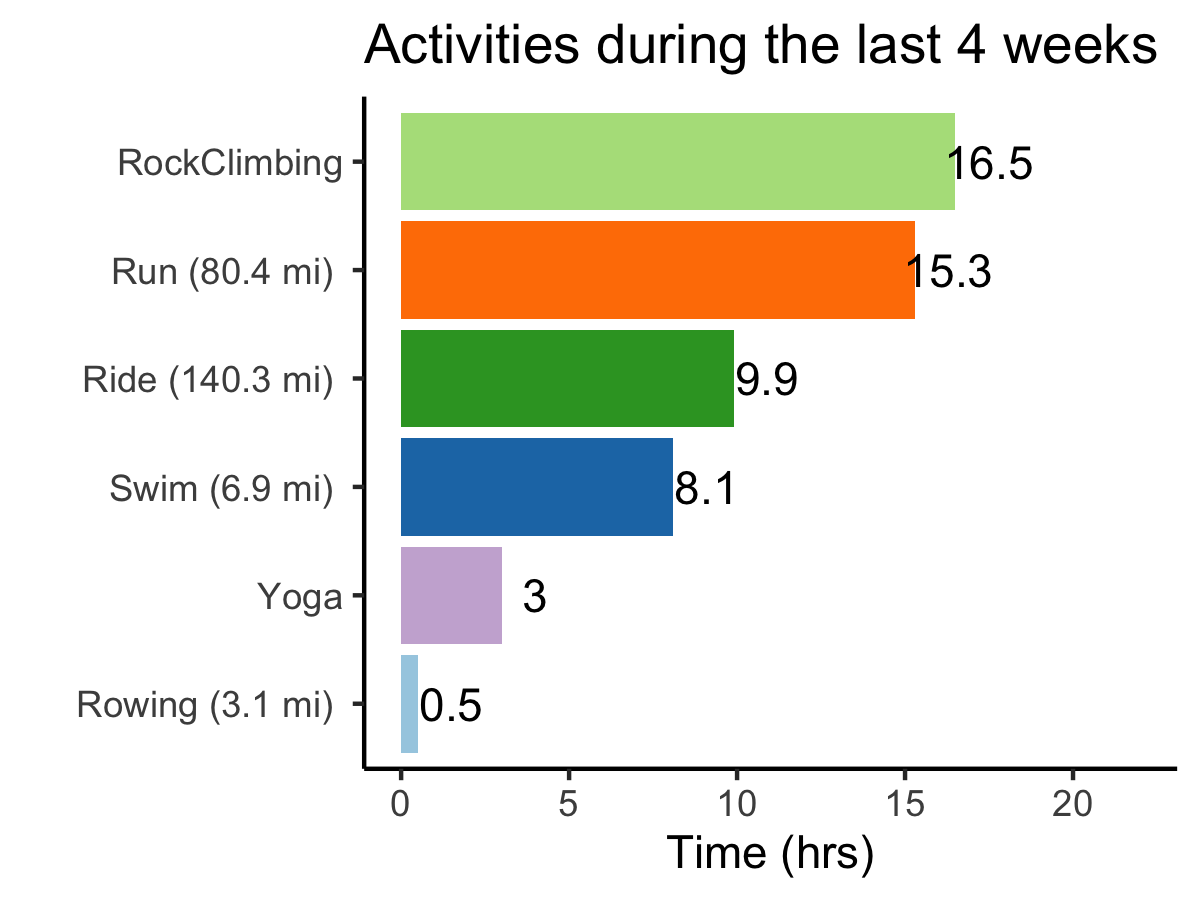 Activities during the last 4 weeks
RockClimbing 16.5
Run (80.4 mi) 15.3
Ride (140.3 mi) 9.9
Swim (6.9 mi) 8.1
Yoga 3
Rowing (3.1 mi) 0.5
0 5 10 15 20
Time (hrs)